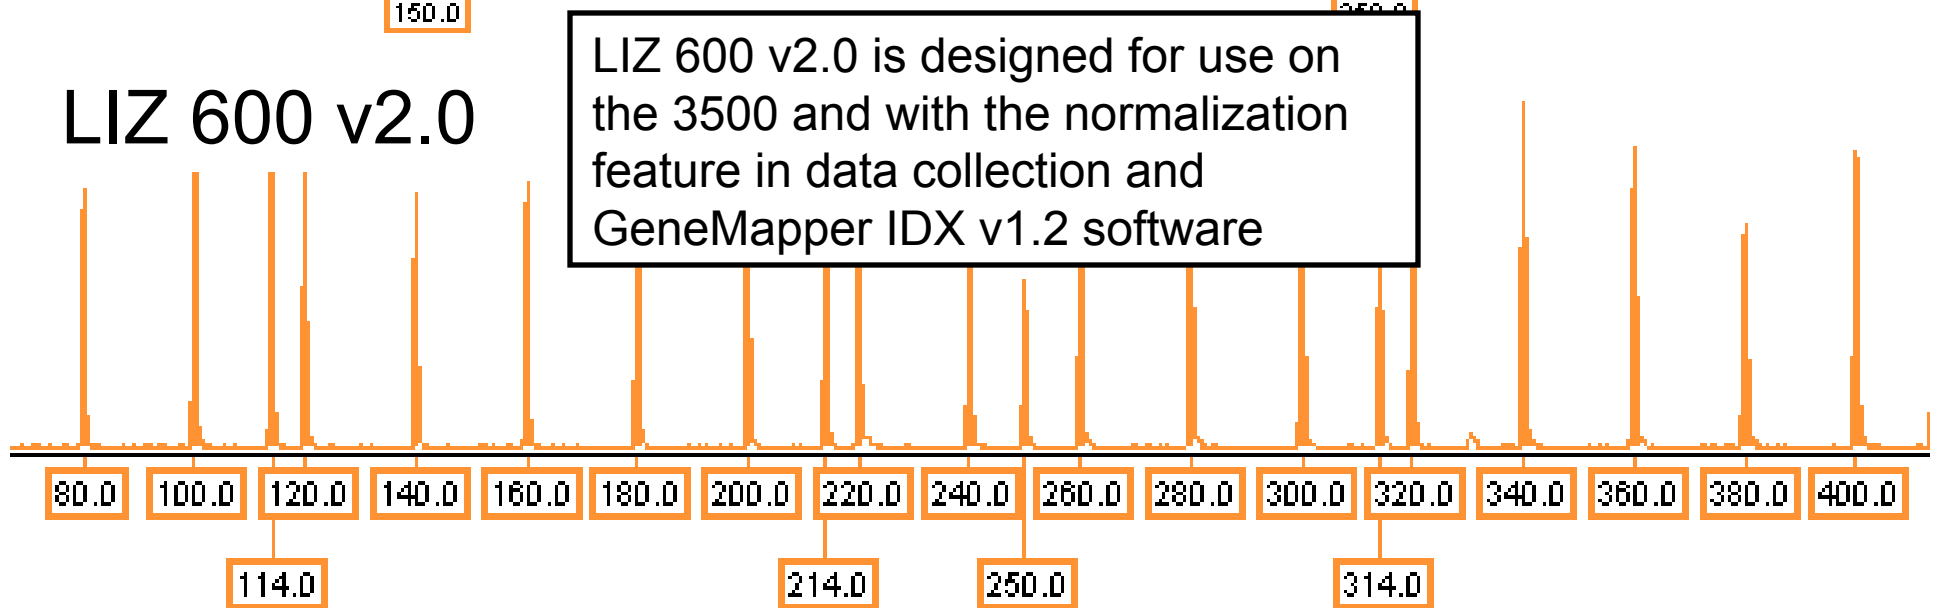 150.0
LIZ 600 v2.0 is designed for use on
the 3500 and with the normalization
feature in data collection and
GeneMapper IDX v1.2 software
LIZ 600 v2.0
80.0 100.0 120.0 140.0 160.0 180.0 200.0 220.0 240.0 260.0 280.0 300.0 320.0 340.0 360.0 380.0 400.0
114.0 214.0 250.0 314.0